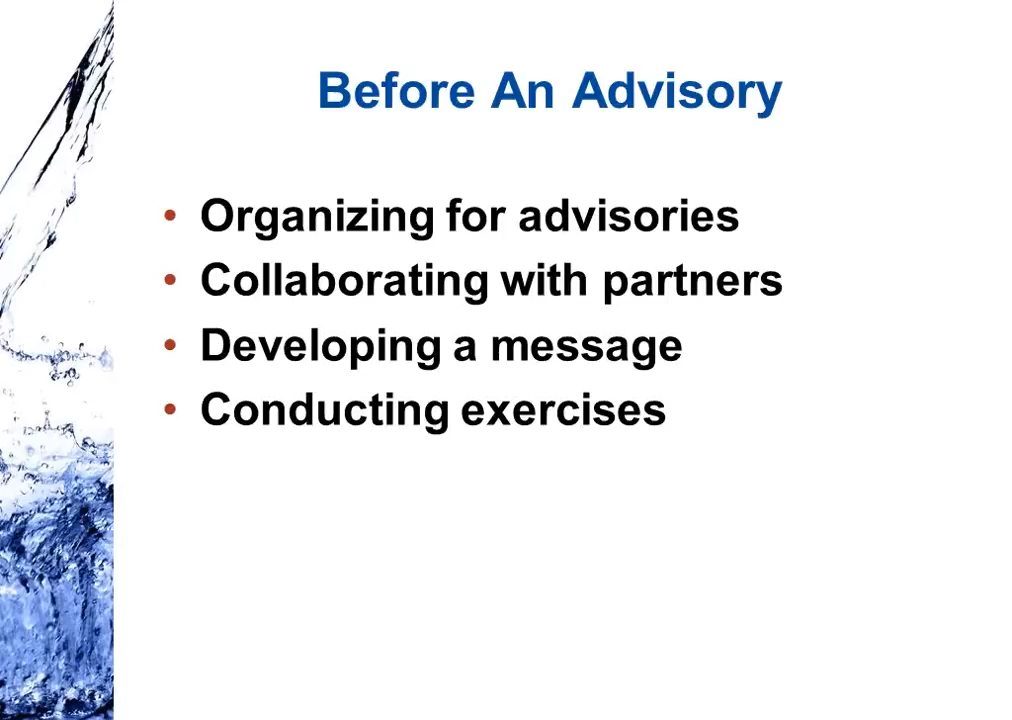 Before An Advisory
• Organizing for advisories
• Collaborating with partners
• Developing a message
• Conducting exercises